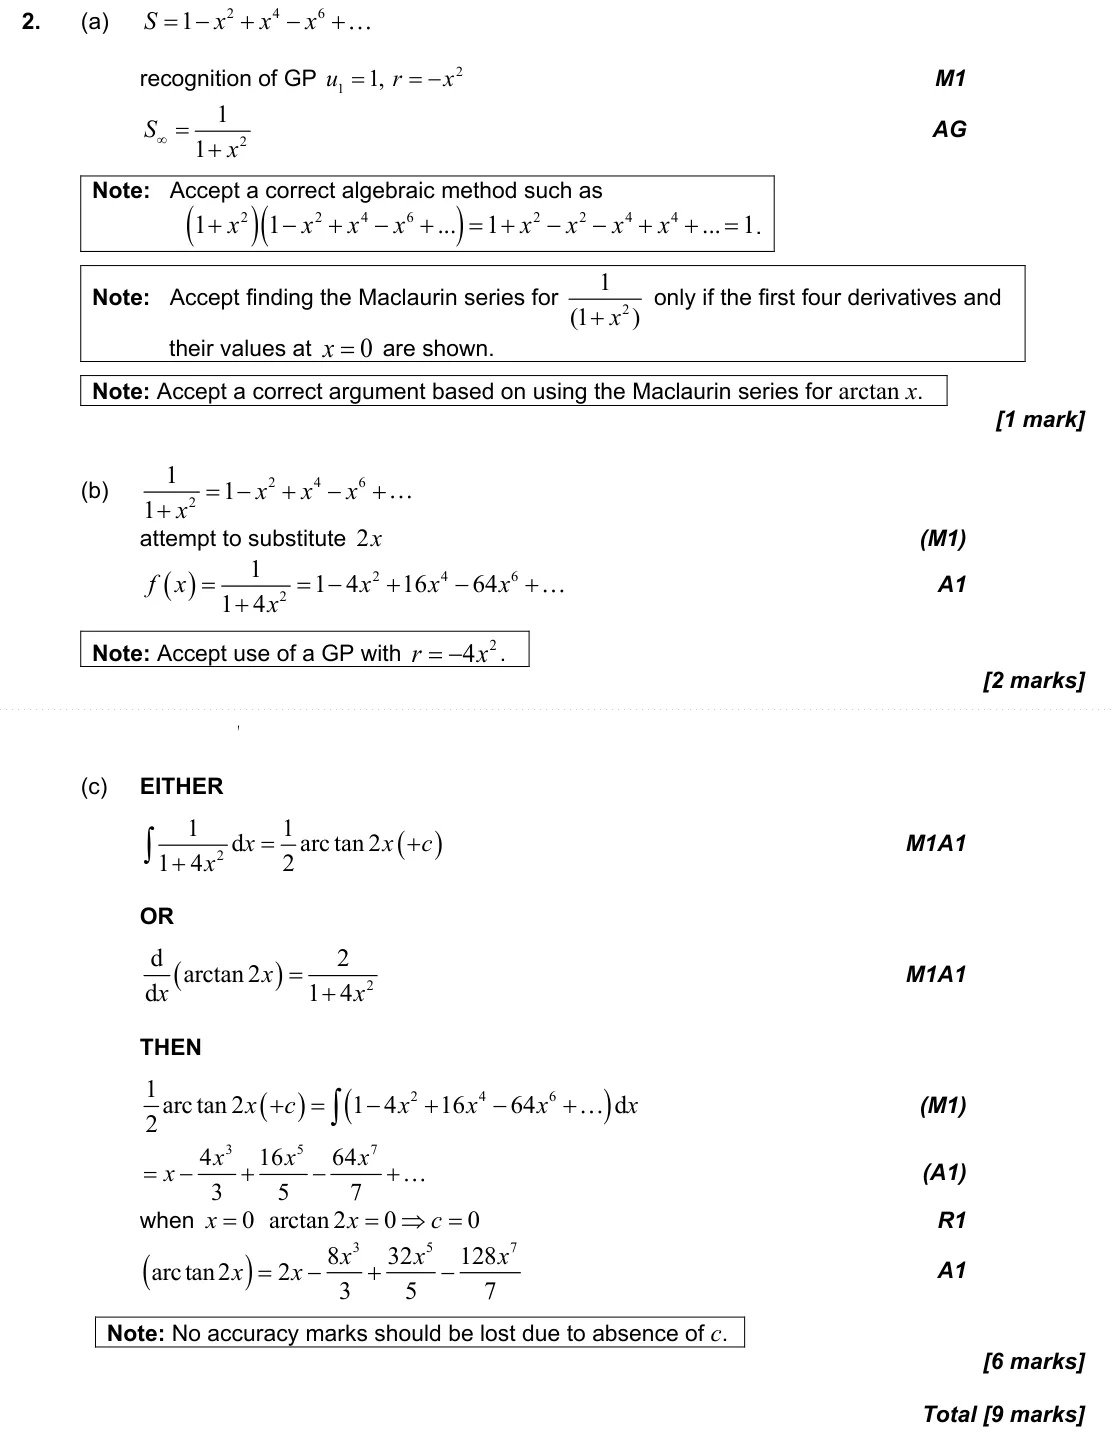 2. (a) S = 1 − x² + x⁴ − x⁶ + …
recognition of GP u₁ = 1, r = −x² M1
S∞ = 1/(1 + x²) AG
Note: Accept a correct algebraic method such as
(1 + x²)(1 − x² + x⁴ − x⁶ + ...) = 1 + x² − x² − x⁴ + x⁴ + ... = 1.
Note: Accept finding the Maclaurin series for 1/(1 + x²) only if the first four derivatives and
their values at x = 0 are shown.
Note: Accept a correct argument based on using the Maclaurin series for arctan x.
[1 mark]
(b) 1/(1 + x²) = 1 − x² + x⁴ − x⁶ + …
attempt to substitute 2x (M1)
f(x) = 1/(1 + 4x²) = 1 − 4x² + 16x⁴ − 64x⁶ + … A1
Note: Accept use of a GP with r = −4x².
[2 marks]
(c) EITHER
∫ 1/(1 + 4x²) dx = 1/2 arc tan 2x (+c) M1A1
OR
d/dx (arctan 2x) = 2/(1 + 4x²) M1A1
THEN
1/2 arc tan 2x (+c) = ∫(1 − 4x² + 16x⁴ − 64x⁶ + …)dx (M1)
= x − 4x³/3 + 16x⁵/5 − 64x⁷/7 + … (A1)
when x = 0 arctan 2x = 0 ⇒ c = 0 R1
(arc tan 2x) = 2x − 8x³/3 + 32x⁵/5 − 128x⁷/7 A1
Note: No accuracy marks should be lost due to absence of c.
[6 marks]
Total [9 marks]